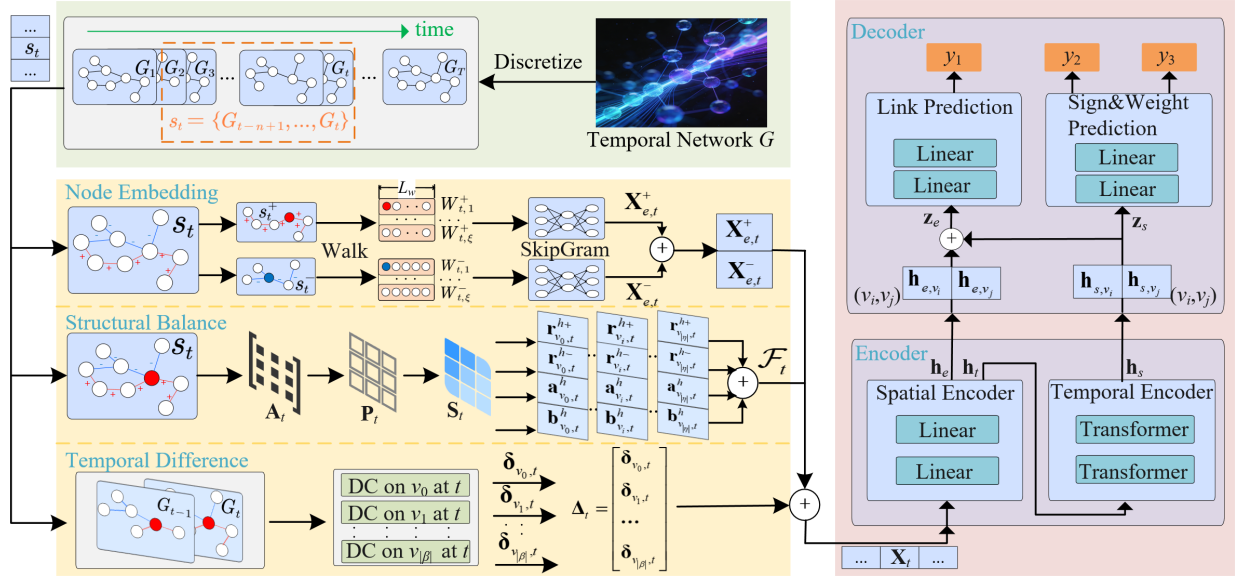 ...
s_t
...
time
G_1
G_2
G_3
...
G_t
...
G_T
s_t = {G_{t-n+1},...,G_t}
Discretize
Temporal Network G
Node Embedding
s_t
s_t^+
s_t^-
Walk
L_w
W_{t,1}^+
W_{t,ξ}^+
W_{t,1}^-
W_{t,ξ}^-
SkipGram
X_{e,t}^+
X_{e,t}^-
X_{e,t}^+
X_{e,t}^-
Structural Balance
s_t
A_t
P_t
S_t
r_{v_0,t}^{h+} r_{v_i,t}^{h+} r_{v_{|η|},t}^{h+}
r_{v_0,t}^{h-} ... r_{v_i,t}^{h-} ... r_{v_{|η|},t}^{h-}
a_{v_0,t}^h a_{v_i,t}^h a_{v_{|η|},t}^h
b_{v_0,t}^h ... b_{v_i,t}^h ... b_{v_{|η|},t}^h
F_t
Temporal Difference
G_{t-1}
G_t
DC on v_0 at t
DC on v_1 at t
. . . .
DC on v_{|β|} at t
δ_{v_0,t}
δ_{v_1,t}
δ_{v_{|β|},t}
Δ_t =
δ_{v_0,t}
δ_{v_1,t}
...
δ_{v_{|β|},t}
Decoder
y_1
y_2
y_3
Link Prediction
Linear
Linear
Sign&Weight
Prediction
Linear
Linear
z_e
z_s
(v_i,v_j)
h_{e,v_i} h_{e,v_j}
h_{s,v_i} h_{s,v_j}
(v_i,v_j)
Encoder
h_e
h_t
h_s
Spatial Encoder
Linear
Linear
Temporal Encoder
Transformer
Transformer
... X_t ...